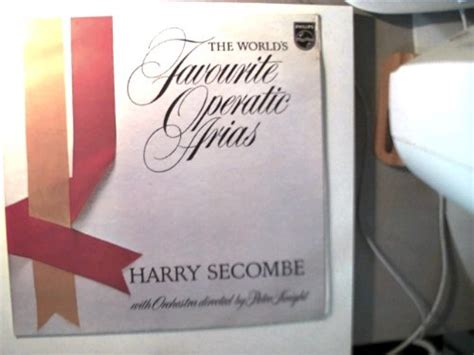 PHILIPS
THE WORLD'S
Favourite
Operatic
Arias
HARRY SECOMBE
with Orchestra directed by Peter Knight